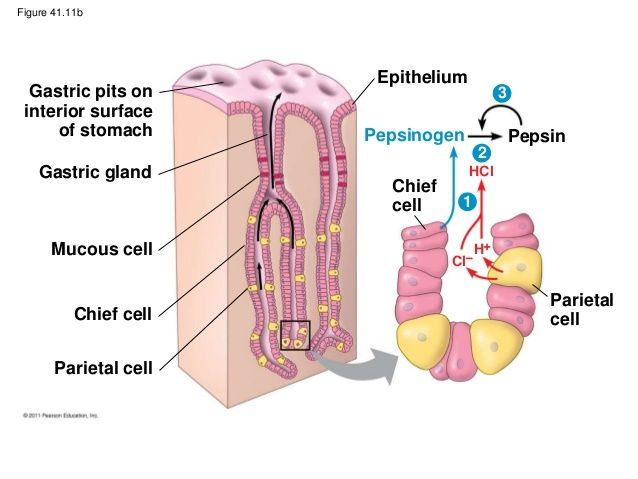 Figure 41.11b
Gastric pits on
interior surface
of stomach
Gastric gland
Mucous cell
Chief cell
Parietal cell
Epithelium
3
Pepsinogen
Pepsin
2
HCl
Chief
cell
1
H+
Cl–
Parietal
cell
© 2011 Pearson Education, Inc.